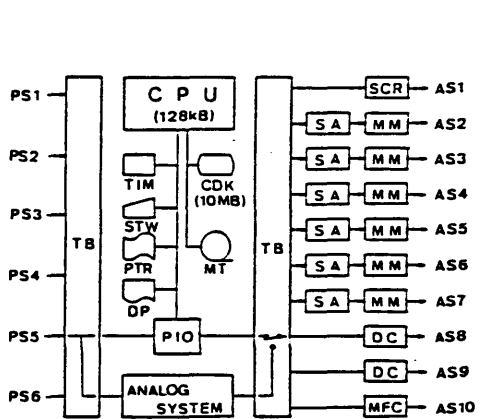 PS1
PS2
PS3
PS4
PS5
PS6
TB
CPU
(128kB)
TIM
CDK
(10MB)
STW
PTR
MT
DP
PIO
ANALOG
SYSTEM
TB
SCR AS1
SA MM AS2
SA MM AS3
SA MM AS4
SA MM AS5
SA MM AS6
SA MM AS7
DC AS8
DC AS9
MFC AS10